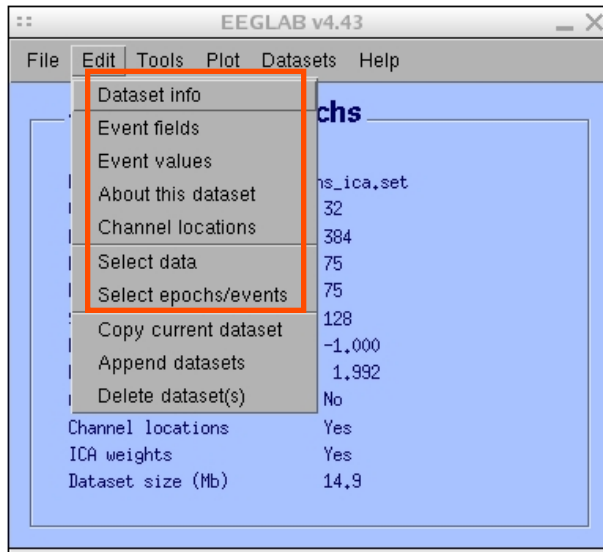 EEGLAB v4.43
File Edit Tools Plot Datasets Help
Dataset info
Event fields
Event values
About this dataset
Channel locations
Select data
Select epochs/events
Copy current dataset
Append datasets
Delete dataset(s)
chs
ns_ica.set
32
384
75
75
128
-1.000
1.992
No
Channel locations Yes
ICA weights Yes
Dataset size (Mb) 14.9